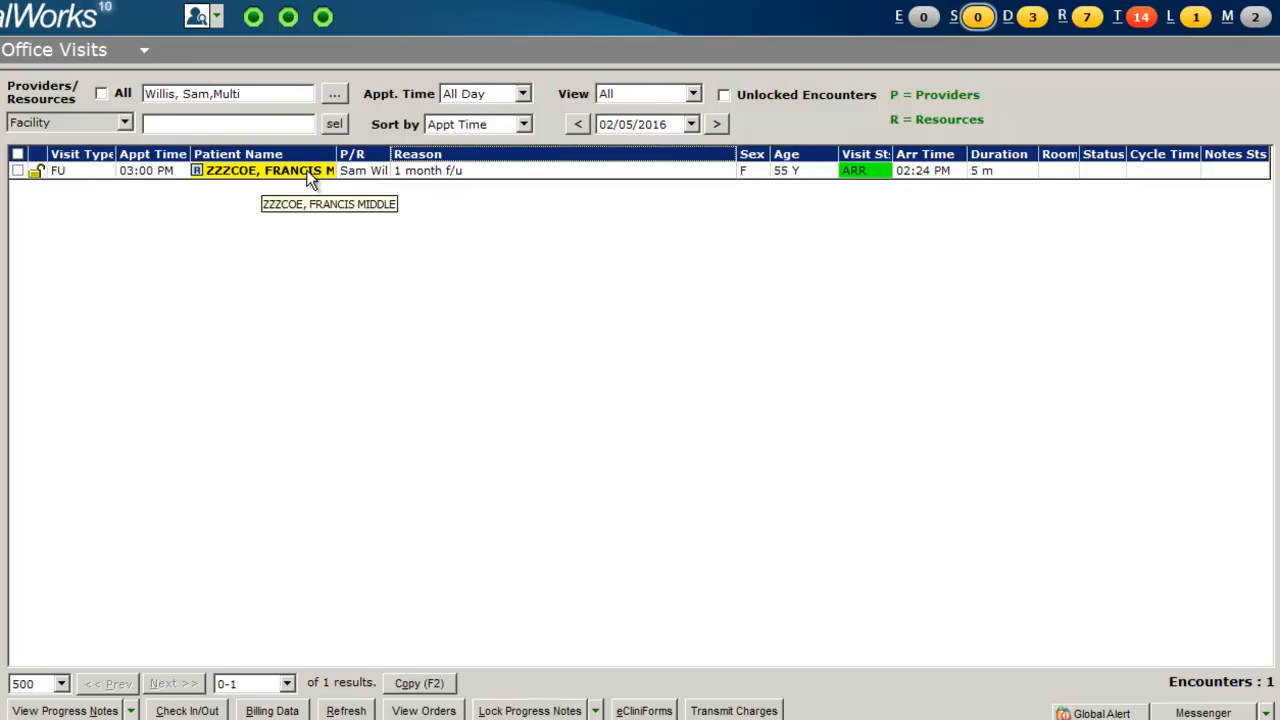 alWorks 10 E 0 S 0 D 3 R 7 T 14 L 1 M 2
Office Visits
Providers/ Resources All Willis, Sam,Multi ... Appt. Time All Day View All Unlocked Encounters P = Providers
Facility sel Sort by Appt Time < 02/05/2016 > R = Resources
Visit Type Appt Time Patient Name P/R Reason Sex Age Visit St Arr Time Duration Room Status Cycle Time Notes Sts
FU 03:00 PM R ZZZCOE, FRANCIS M Sam Wil 1 month f/u F 55 Y ARR 02:24 PM 5 m
ZZZCOE, FRANCIS MIDDLE
500 << Prev Next >> 0-1 of 1 results. Copy (F2) Encounters : 1
View Progress Notes Check In/Out Billing Data Refresh View Orders Lock Progress Notes eCliniForms Transmit Charges Global Alert Messenger